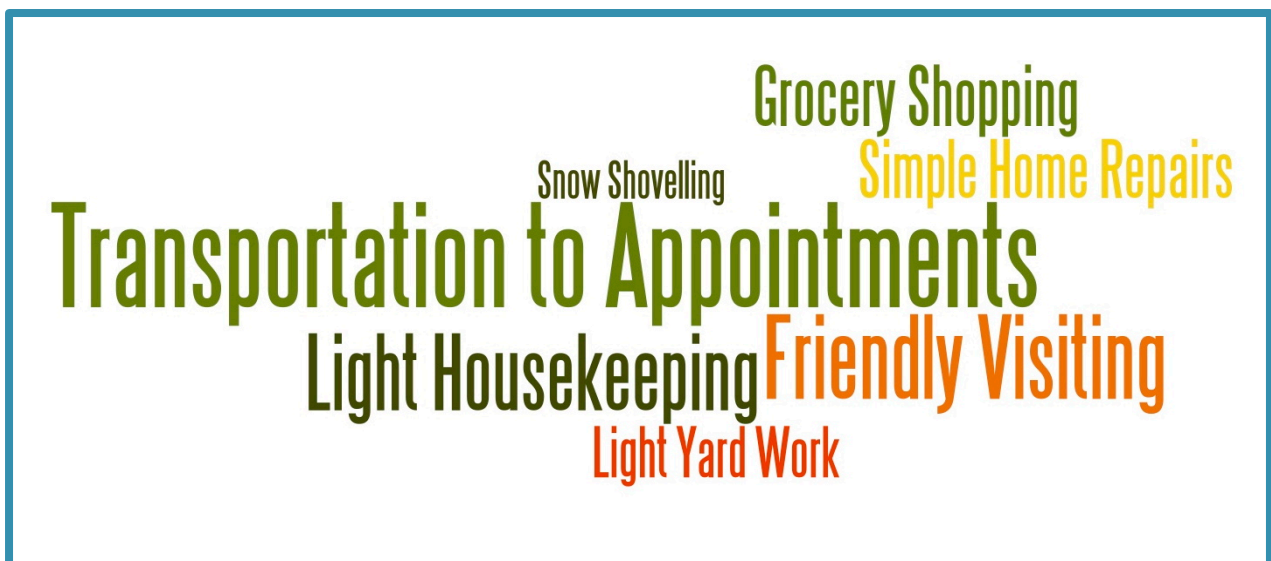 Grocery Shopping
Simple Home Repairs
Snow Shovelling
Transportation to Appointments
Light Housekeeping
Friendly Visiting
Light Yard Work